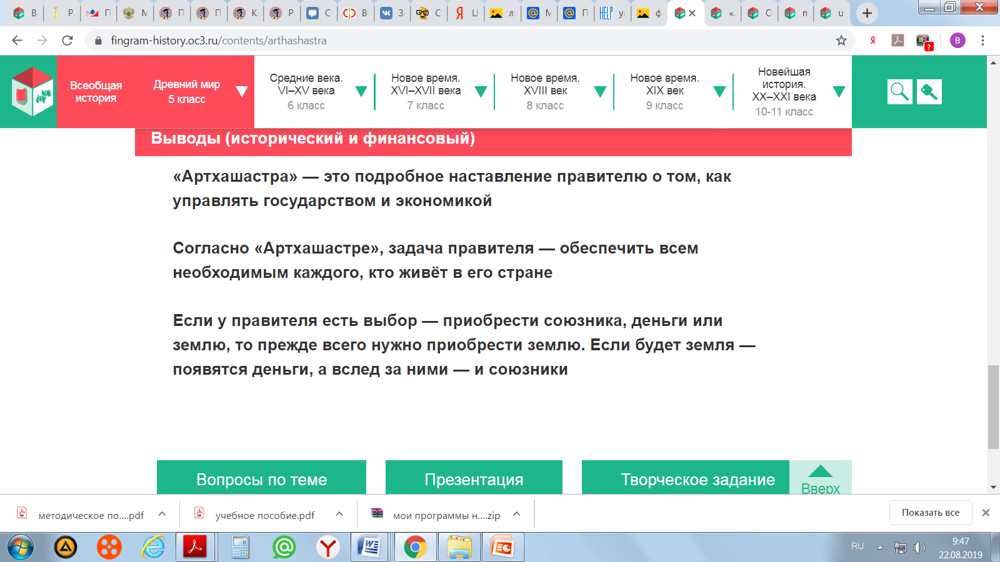 В
Р
П
М
П
П
К
Р
С
В
З
С
Ц
л
М
П
HELP
у
ф
«
О
m
u
fingram-history.oc3.ru/contents/arthashastra
Я
?
В
Всеобщая
история
Древний мир
5 класс
Средние века.
VI–XV века
6 класс
Новое время.
XVI–XVII века
7 класс
Новое время.
XVIII век
8 класс
Новое время.
XIX век
9 класс
Новейшая
история.
XX–XXI века
10-11 класс
Выводы (исторический и финансовый)
«Артхашастра» — это подробное наставление правителю о том, как
управлять государством и экономикой
Согласно «Артхашастре», задача правителя — обеспечить всем
необходимым каждого, кто живёт в его стране
Если у правителя есть выбор — приобрести союзника, деньги или
землю, то прежде всего нужно приобрести землю. Если будет земля —
появятся деньги, а вслед за ними — и союзники
Вопросы по теме
Презентация
Творческое задание
Вверх
методическое по....pdf
учебное пособие.pdf
мои программы н....zip
Показать все
RU
9:47
22.08.2019